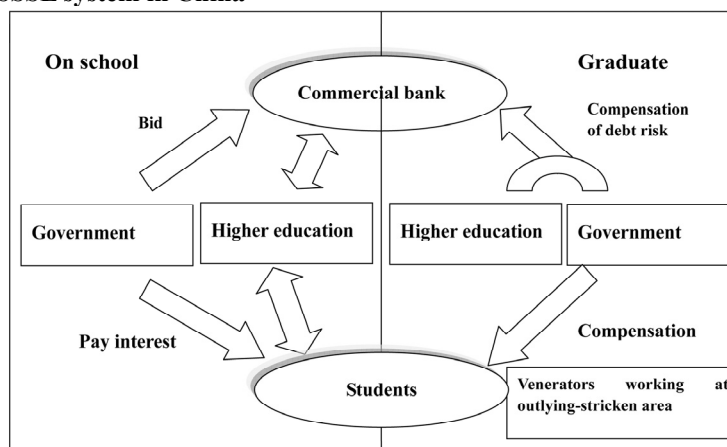 GSSL system in China
On school
Graduate
Commercial bank
Bid
Compensation
of debt risk
Government
Higher education
Higher education
Government
Pay interest
Compensation
Students
Venerators working at
outlying-stricken area